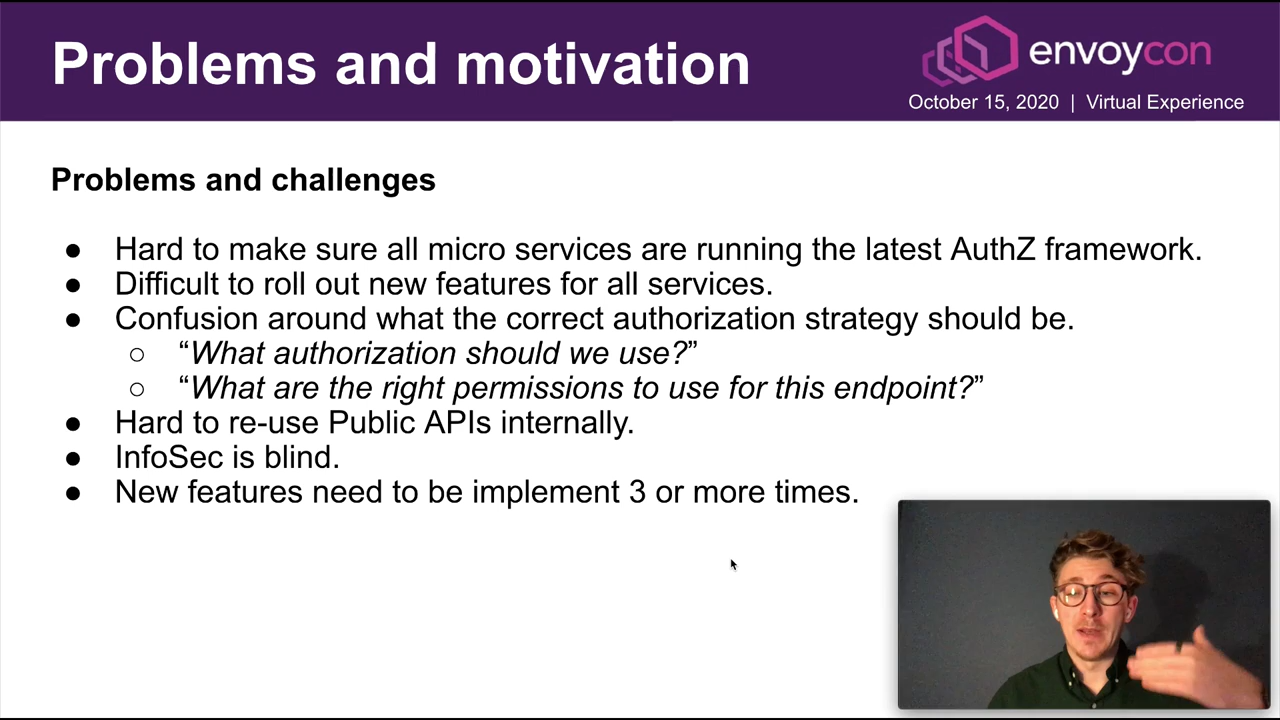 Problems and motivation
envoycon
October 15, 2020 | Virtual Experience
Problems and challenges
● Hard to make sure all micro services are running the latest AuthZ framework.
● Difficult to roll out new features for all services.
● Confusion around what the correct authorization strategy should be.
○ “What authorization should we use?”
○ “What are the right permissions to use for this endpoint?”
● Hard to re-use Public APIs internally.
● InfoSec is blind.
● New features need to be implement 3 or more times.